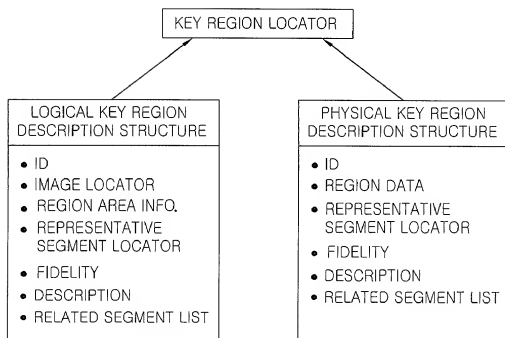 KEY REGION LOCATOR
LOGICAL KEY REGION
DESCRIPTION STRUCTURE
• ID
• IMAGE LOCATOR
• REGION AREA INFO.
• REPRESENTATIVE
SEGMENT LOCATOR
• FIDELITY
• DESCRIPTION
• RELATED SEGMENT LIST
PHYSICAL KEY REGION
DESCRIPTION STRUCTURE
• ID
• REGION DATA
• REPRESENTATIVE
SEGMENT LOCATOR
• FIDELITY
• DESCRIPTION
• RELATED SEGMENT LIST